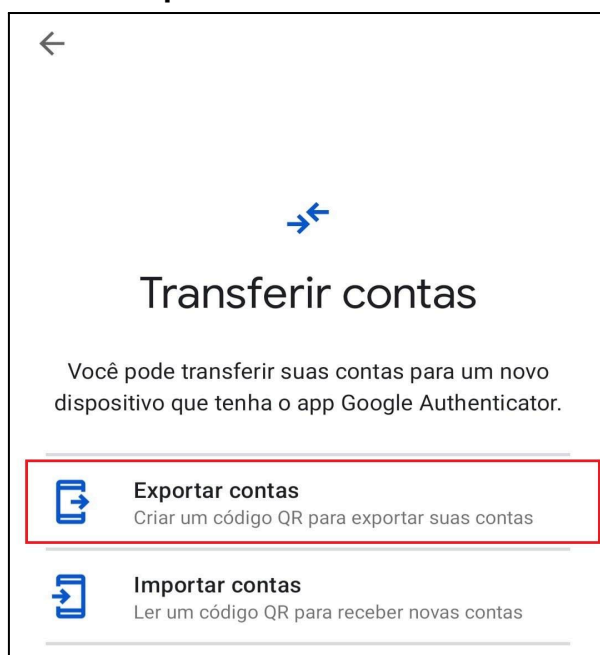 Transferir contas
Você pode transferir suas contas para um novo
dispositivo que tenha o app Google Authenticator.
Exportar contas
Criar um código QR para exportar suas contas
Importar contas
Ler um código QR para receber novas contas